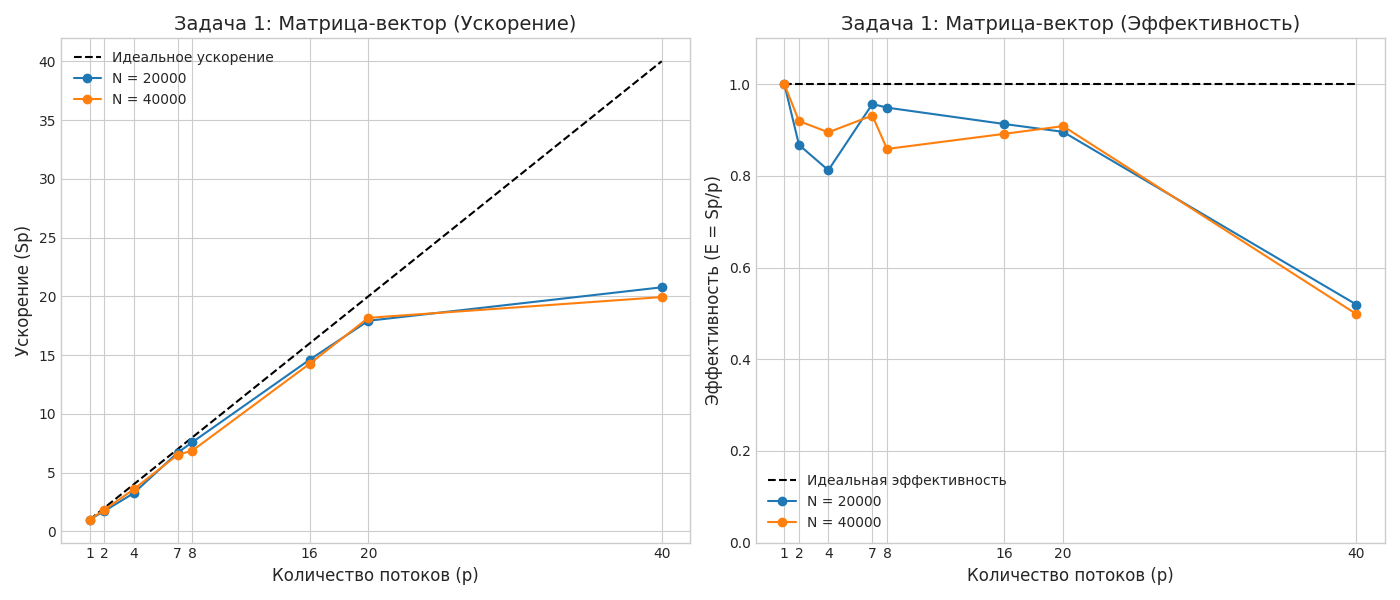 Задача 1: Матрица-вектор (Ускорение)
Ускорение (Sp)
40
35
30
25
20
15
10
5
0
Идеальное ускорение
N = 20000
N = 40000
1 2 4 7 8 16 20 40
Количество потоков (p)
Задача 1: Матрица-вектор (Эффективность)
Эффективность (E = Sp/p)
1.0
0.8
0.6
0.4
0.2
0.0
Идеальная эффективность
N = 20000
N = 40000
1 2 4 7 8 16 20 40
Количество потоков (p)